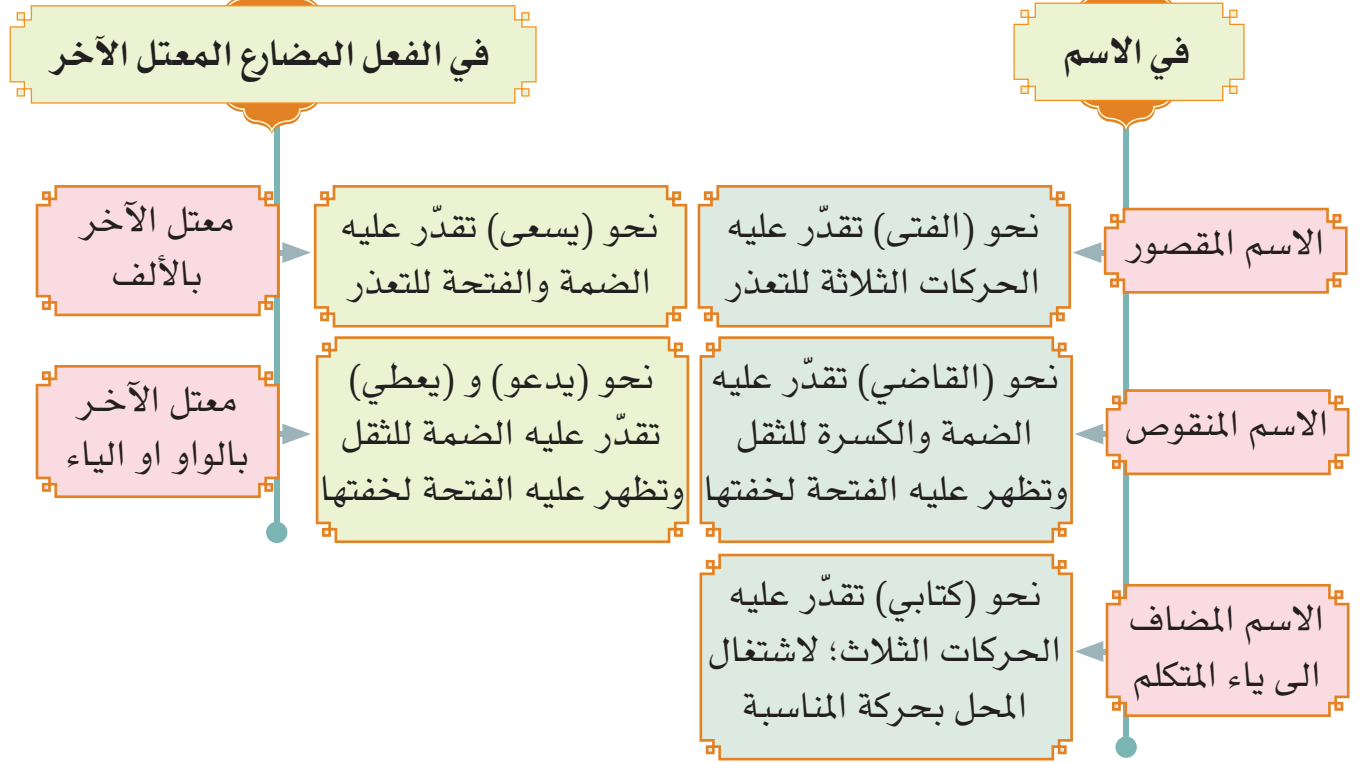 في الاسم
الاسم المقصور
نحو (الفتى) تقدّر عليه
الحركات الثلاثة للتعذر
الاسم المنقوص
نحو (القاضي) تقدّر عليه
الضمة والكسرة للثقل
وتظهر عليه الفتحة لخفتها
الاسم المضاف
الى ياء المتكلم
نحو (كتابي) تقدّر عليه
الحركات الثلاث؛ لاشتغال
المحل بحركة المناسبة
في الفعل المضارع المعتل الآخر
معتل الآخر
بالألف
نحو (يسعى) تقدّر عليه
الضمة والفتحة للتعذر
معتل الآخر
بالواو او الياء
نحو (يدعو) و (يعطي)
تقدّر عليه الضمة للثقل
وتظهر عليه الفتحة لخفتها